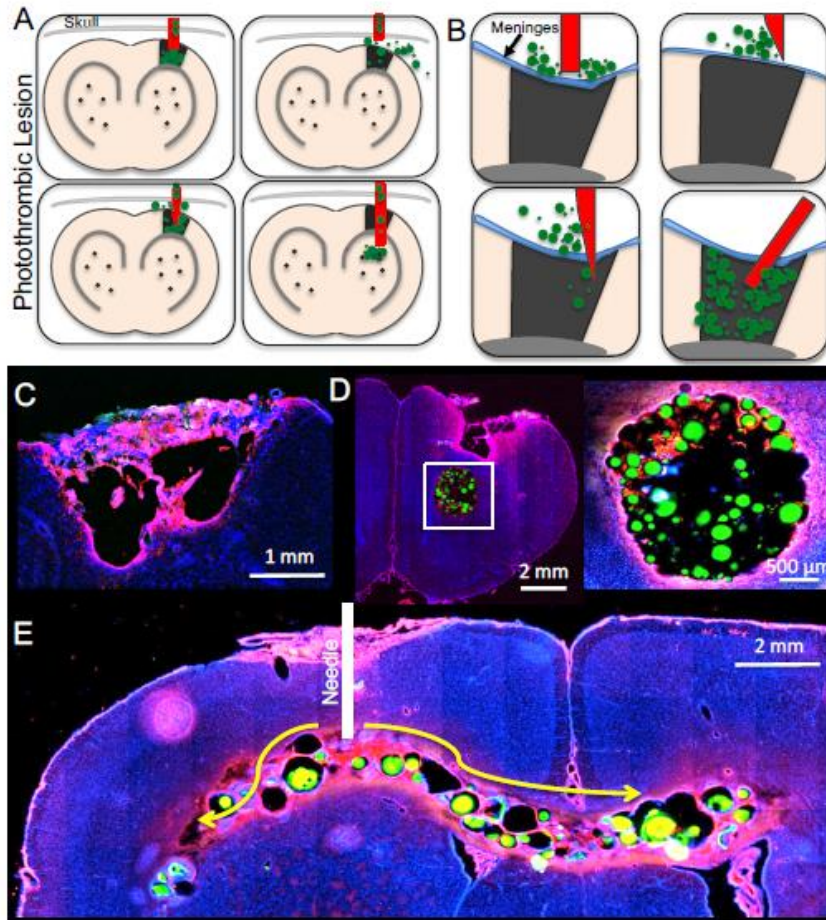 A
Skull
B
Meninges
Photothrombic Lesion
C
1 mm
D
2 mm
500 µm
E
Needle
2 mm